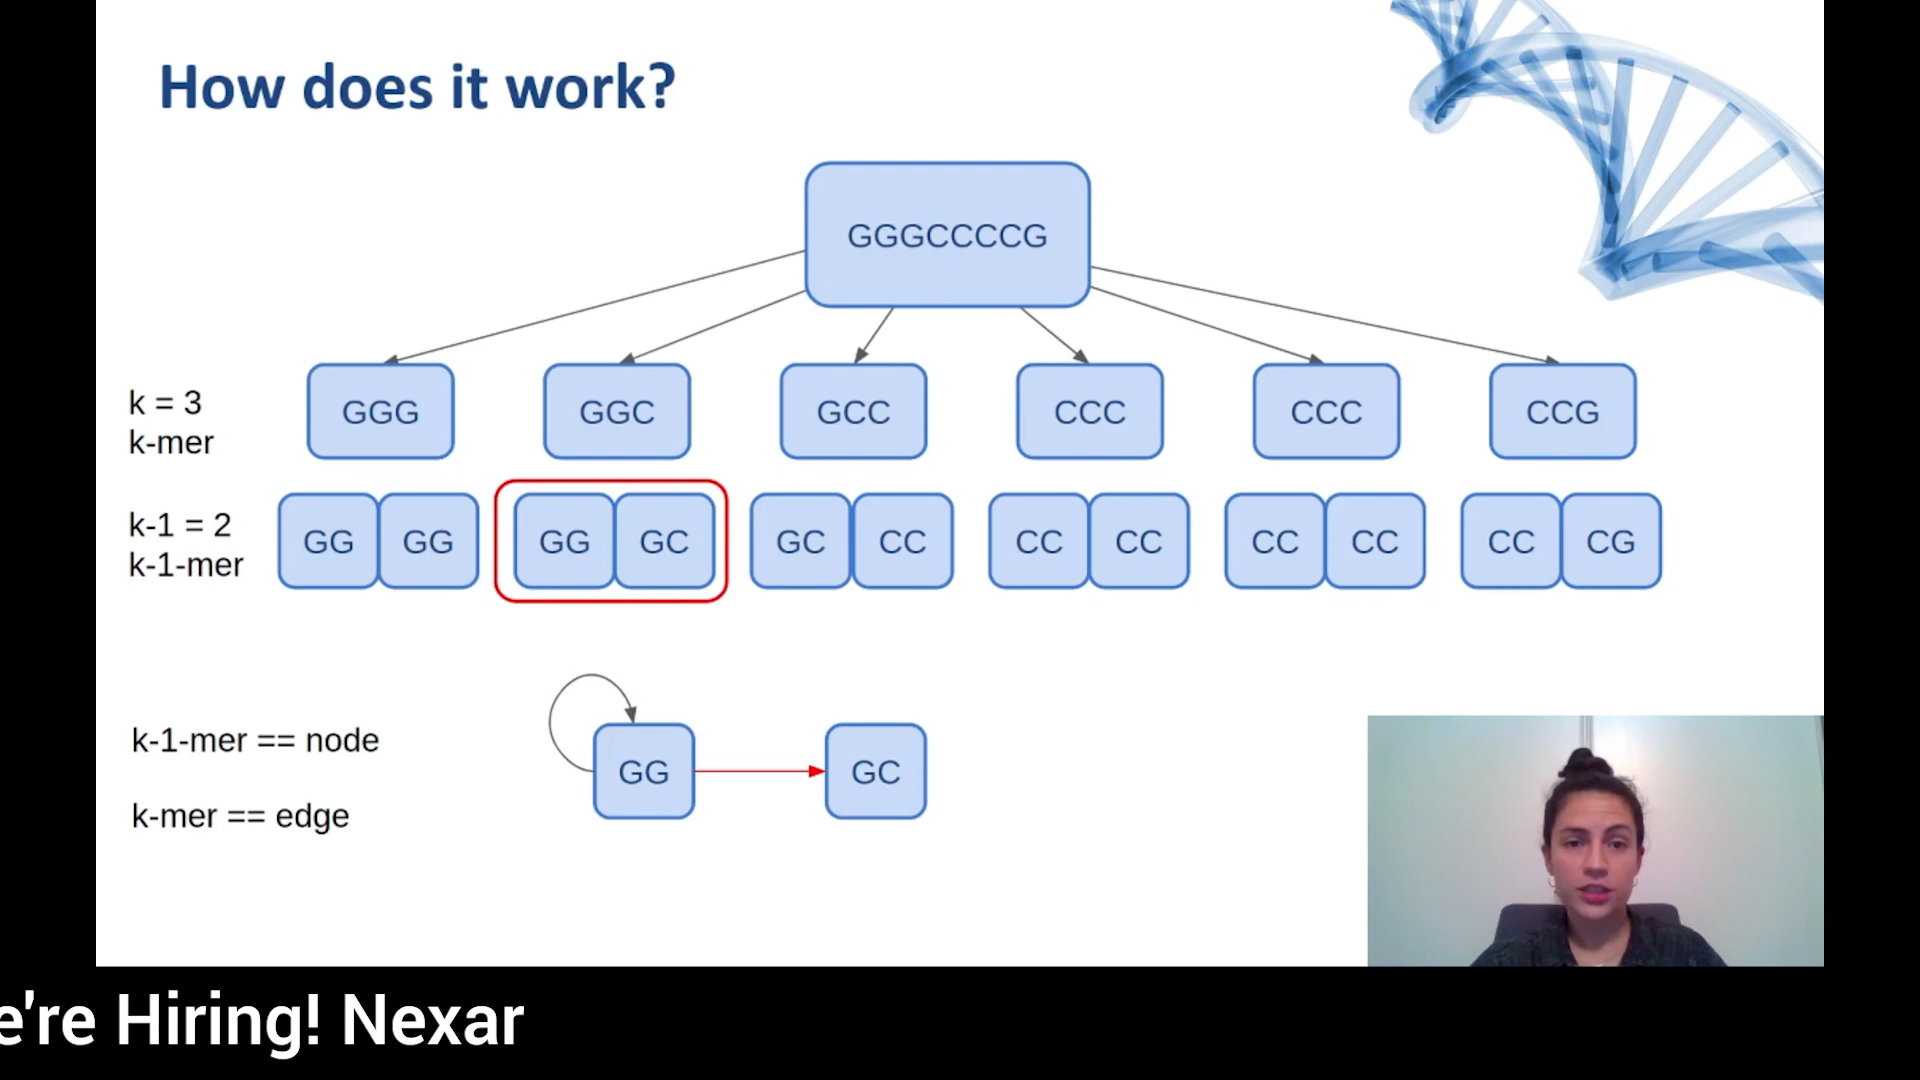 How does it work?
GGGCCCCG
k = 3
k-mer
GGG GGC GCC CCC CCC CCG
k-1 = 2
k-1-mer
GG GG GG GC GC CC CC CC CC CC CC CG
k-1-mer == node
k-mer == edge
GG GC
e're Hiring! Nexar